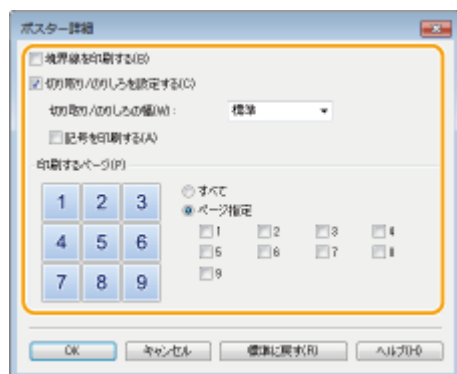 ポスター詳細
境界線を印刷する(B)
切り取り/のりしろを設定する(C)
切り取り/のりしろの幅(W): 標準
記号を印刷する(A)
印刷するページ(P)
1 2 3
4 5 6
7 8 9
すべて
ページ指定
1 2 3 4
5 6 7 8
9
OK キャンセル 標準に戻す(R) ヘルプ(H)